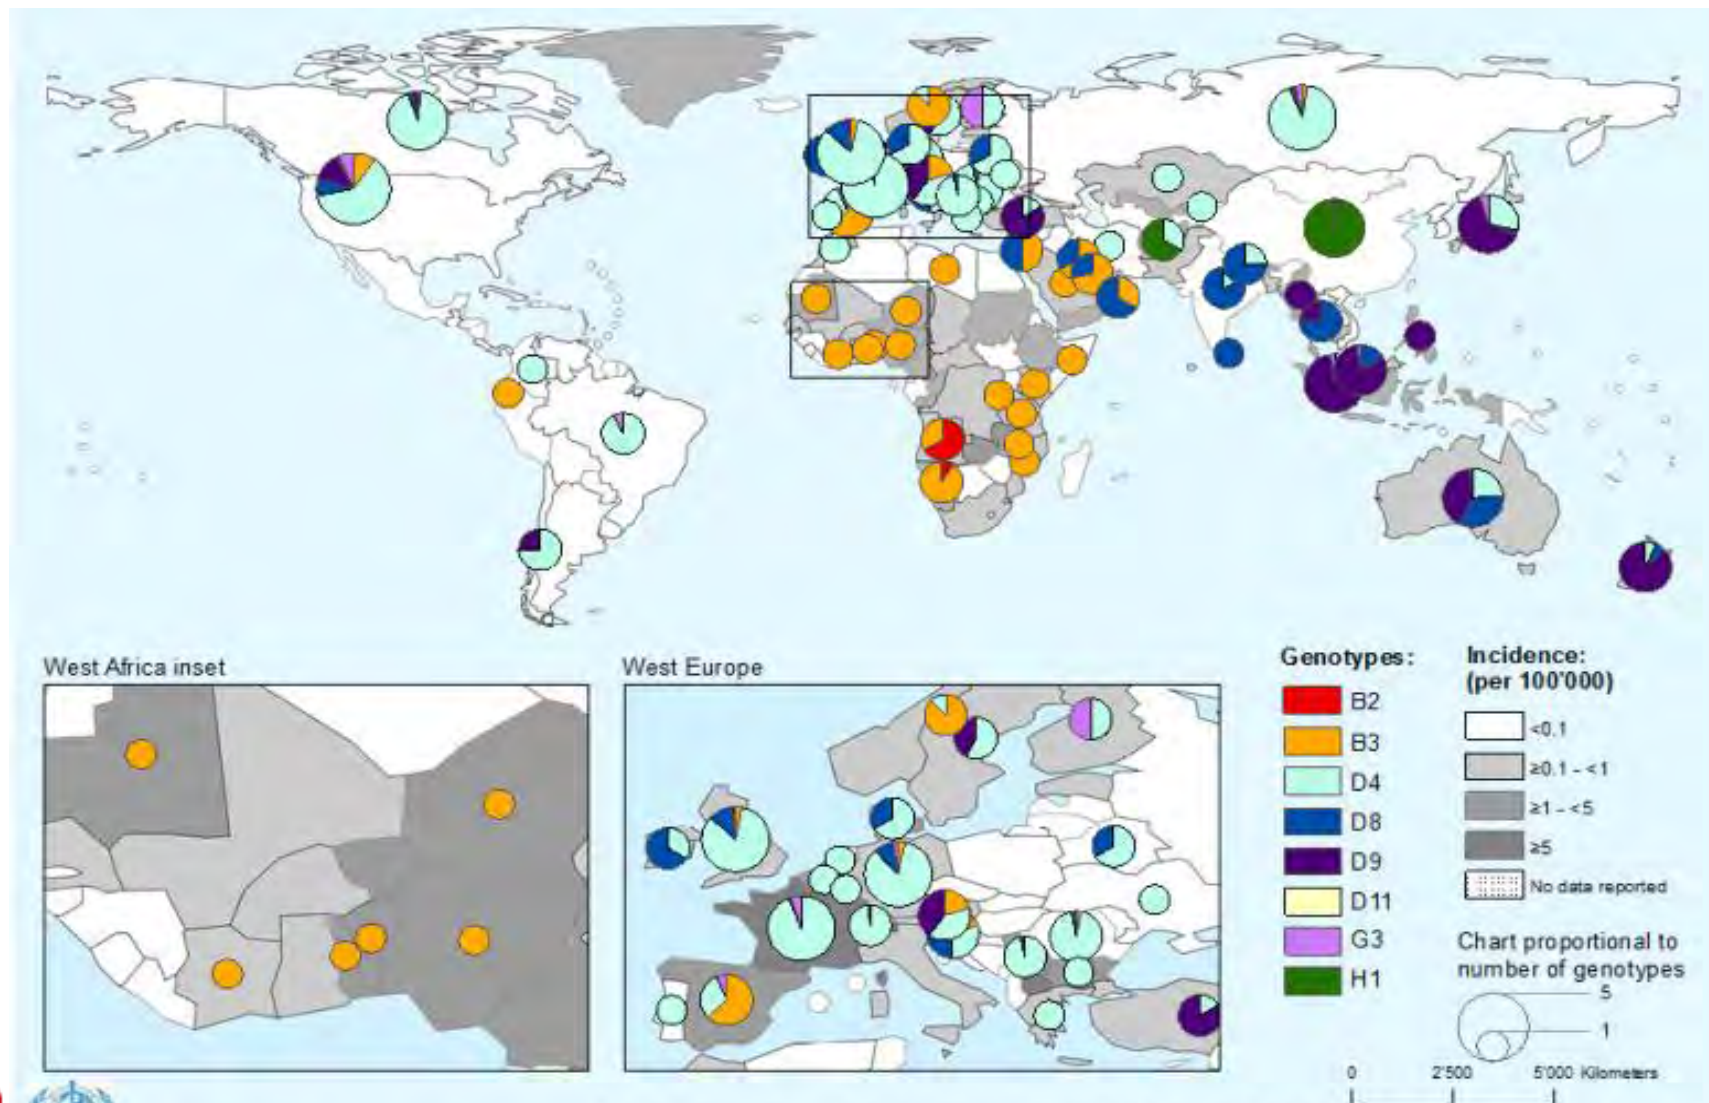 West Africa inset
West Europe
Genotypes:
B2
B3
D4
D8
D9
D11
G3
H1
Incidence:
(per 100'000)
<0.1
≥0.1 - <1
≥1 - <5
≥5
No data reported
Chart proportional to
number of genotypes
5
1
0 2'500 5'000 Kilometers